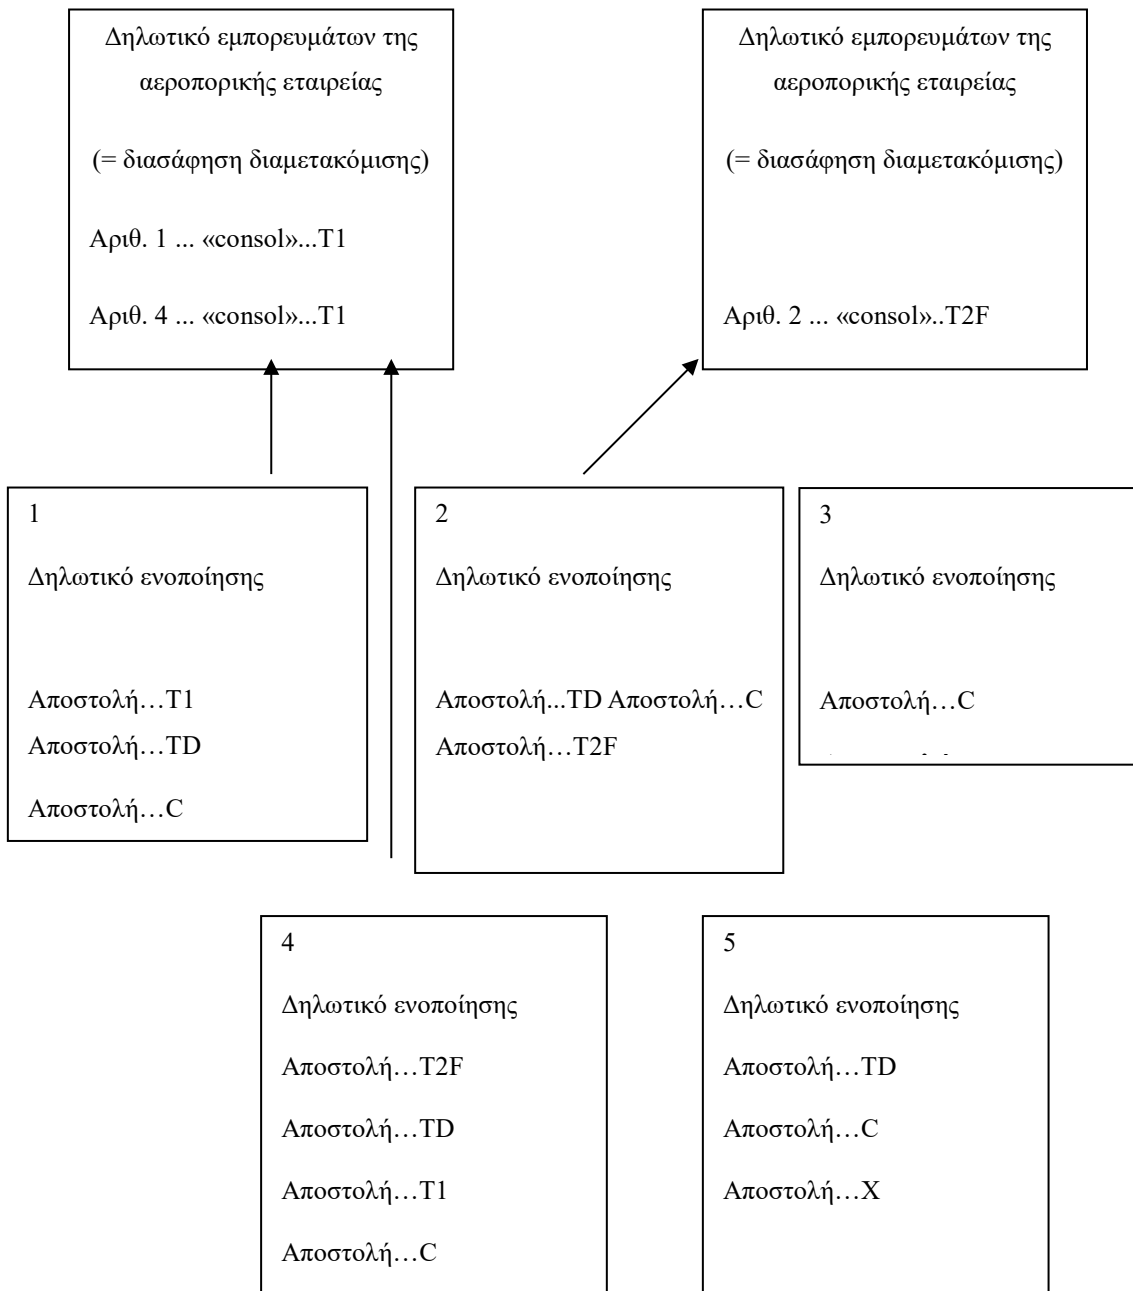 Δηλωτικό εμπορευμάτων της
αεροπορικής εταιρείας
(= διασάφηση διαμετακόμισης)
Αριθ. 1 ... «consol»...T1
Αριθ. 4 ... «consol»...T1
Δηλωτικό εμπορευμάτων της
αεροπορικής εταιρείας
(= διασάφηση διαμετακόμισης)
Αριθ. 2 ... «consol»..T2F
1
Δηλωτικό ενοποίησης
Αποστολή…T1
Αποστολή…TD
Αποστολή…C
2
Δηλωτικό ενοποίησης
Αποστολή...TD Αποστολή…C
Αποστολή…T2F
3
Δηλωτικό ενοποίησης
Αποστολή…C
4
Δηλωτικό ενοποίησης
Αποστολή…T2F
Αποστολή…TD
Αποστολή…T1
Αποστολή…C
5
Δηλωτικό ενοποίησης
Αποστολή…TD
Αποστολή…C
Αποστολή…X